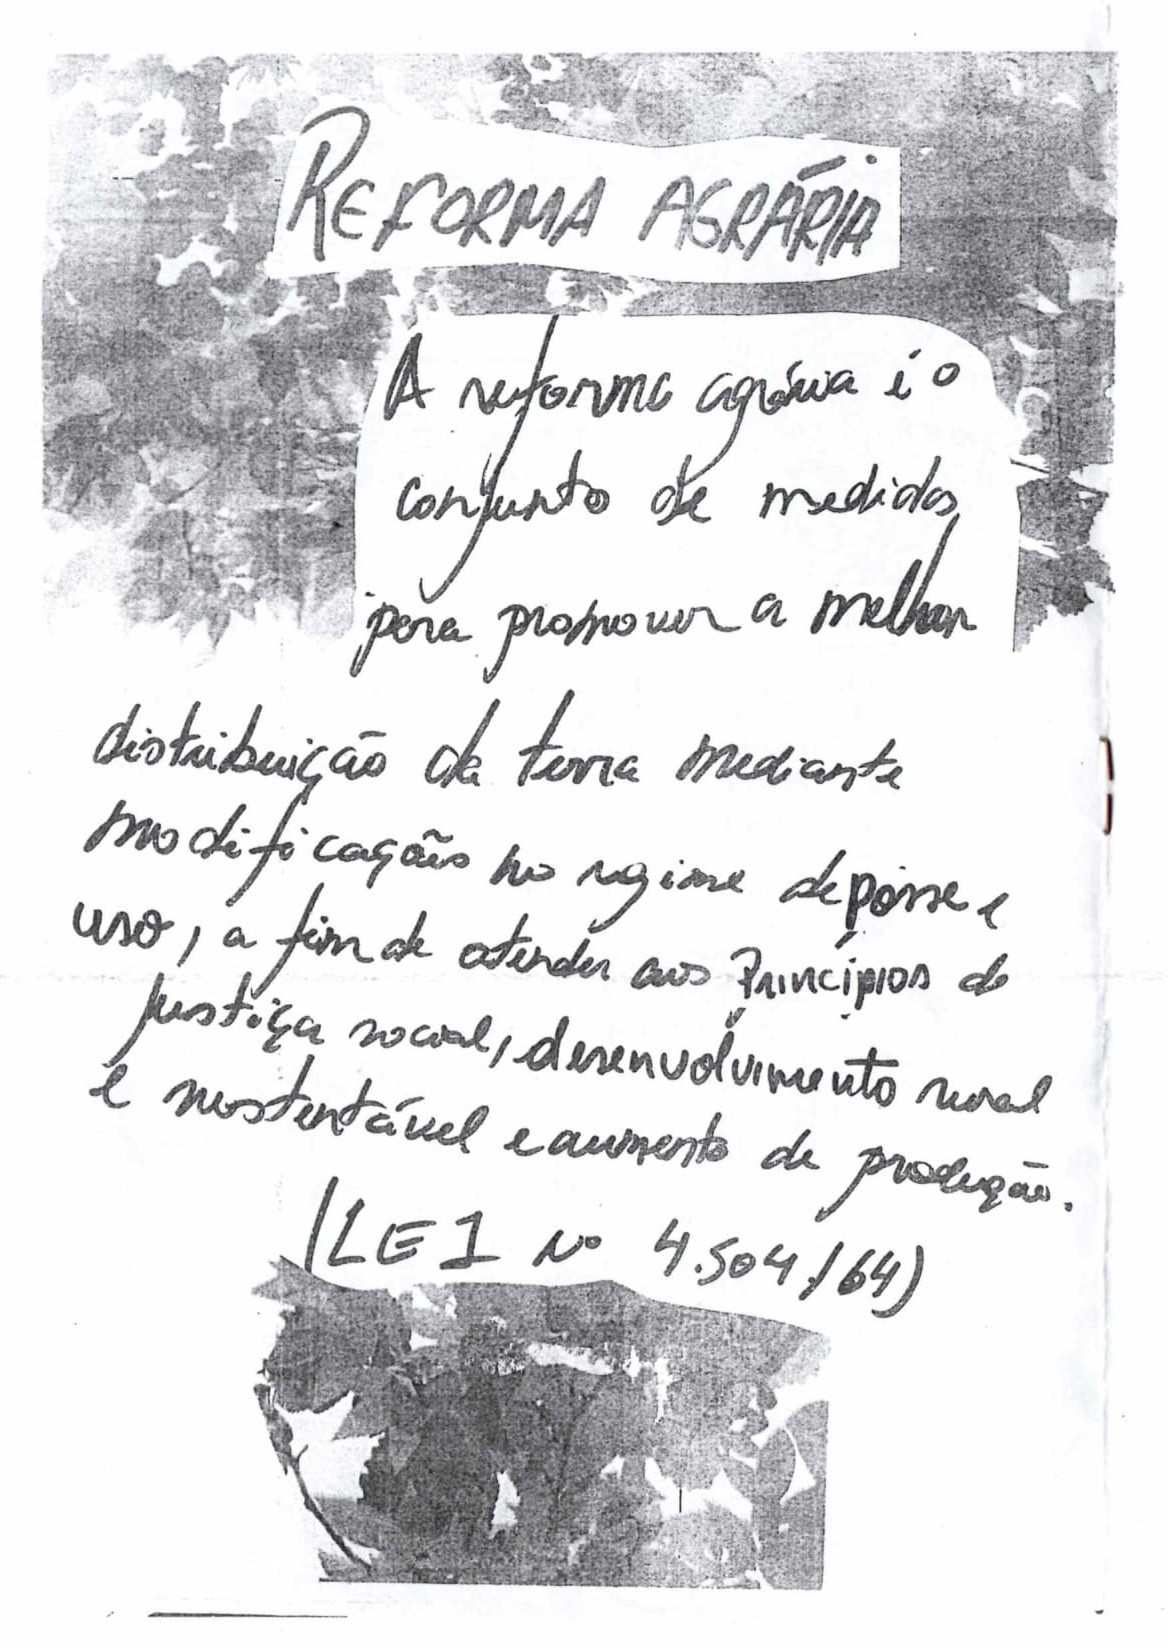 REFORMA AGRÁRIA
A reforma agrária é o
conjunto de medidas
para promover a melhor
distribuição da terra mediante
modificações no regime de posse e
uso, a fim de atender aos Princípios de
justiça social, desenvolvimento rural
e sustentável e aumento de produção.
(LEI Nº 4.504/64)